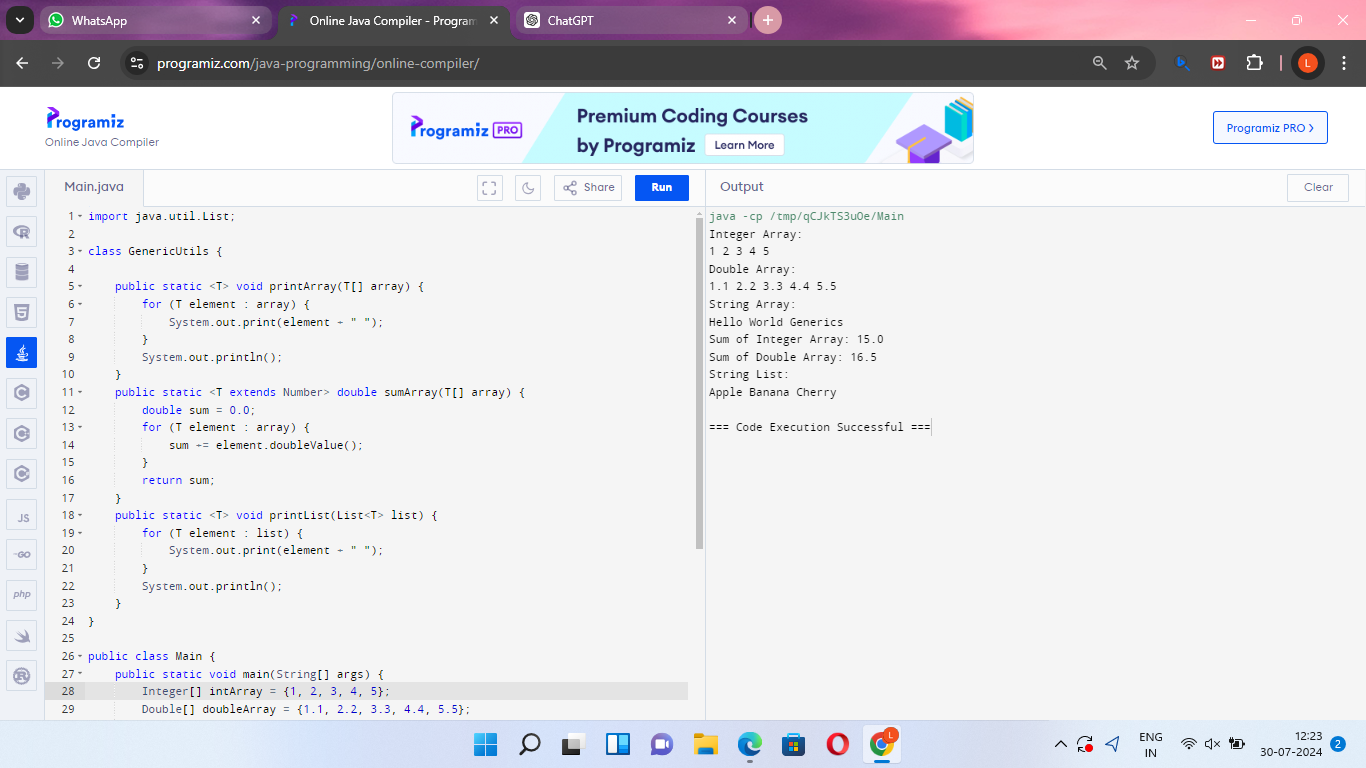 WhatsApp
Online Java Compiler - Program
ChatGPT
programiz.com/java-programming/online-compiler/
L
Programiz
Online Java Compiler
Programiz PRO
Premium Coding Courses
by Programiz
Learn More
Programiz PRO >
Main.java
Share
Run
Output
Clear
JS
GO
php
1 import java.util.List;
2
3 class GenericUtils {
4
5 public static <T> void printArray(T[] array) {
6 for (T element : array) {
7 System.out.print(element + " ");
8 }
9 System.out.println();
10 }
11 public static <T extends Number> double sumArray(T[] array) {
12 double sum = 0.0;
13 for (T element : array) {
14 sum += element.doubleValue();
15 }
16 return sum;
17 }
18 public static <T> void printList(List<T> list) {
19 for (T element : list) {
20 System.out.print(element + " ");
21 }
22 System.out.println();
23 }
24 }
25
26 public class Main {
27 public static void main(String[] args) {
28 Integer[] intArray = {1, 2, 3, 4, 5};
29 Double[] doubleArray = {1.1, 2.2, 3.3, 4.4, 5.5};
java -cp /tmp/qCJkTS3uOe/Main
Integer Array:
1 2 3 4 5
Double Array:
1.1 2.2 3.3 4.4 5.5
String Array:
Hello World Generics
Sum of Integer Array: 15.0
Sum of Double Array: 16.5
String List:
Apple Banana Cherry
=== Code Execution Successful ===
L
ENG
IN
12:23
30-07-2024
2